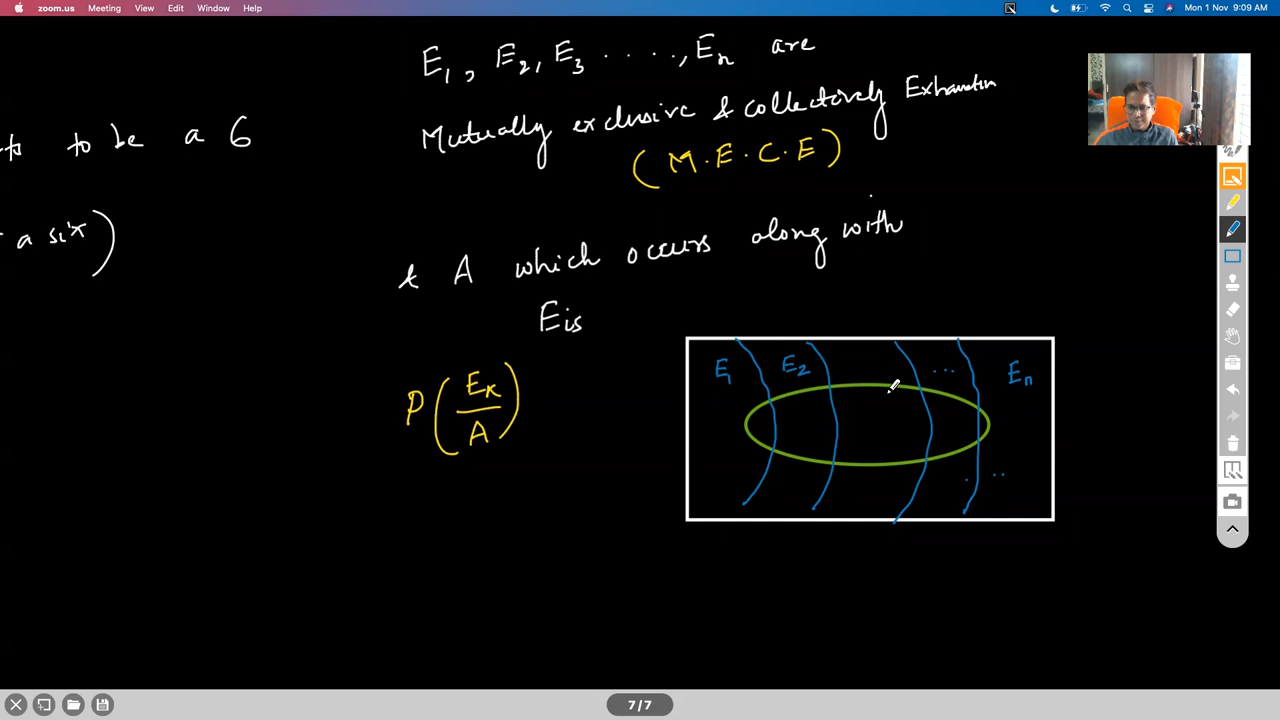 zoom.us Meeting View Edit Window Help Mon 1 Nov 9:09 AM
E1, E2, E3 ....., En are
Mutually exclusive & collectively Exhaustive
(M.E.C.E)
to be a 6
a six)
& A which occurs along with
Eis
P(EK/A)
E1 E2 ... En
7/7